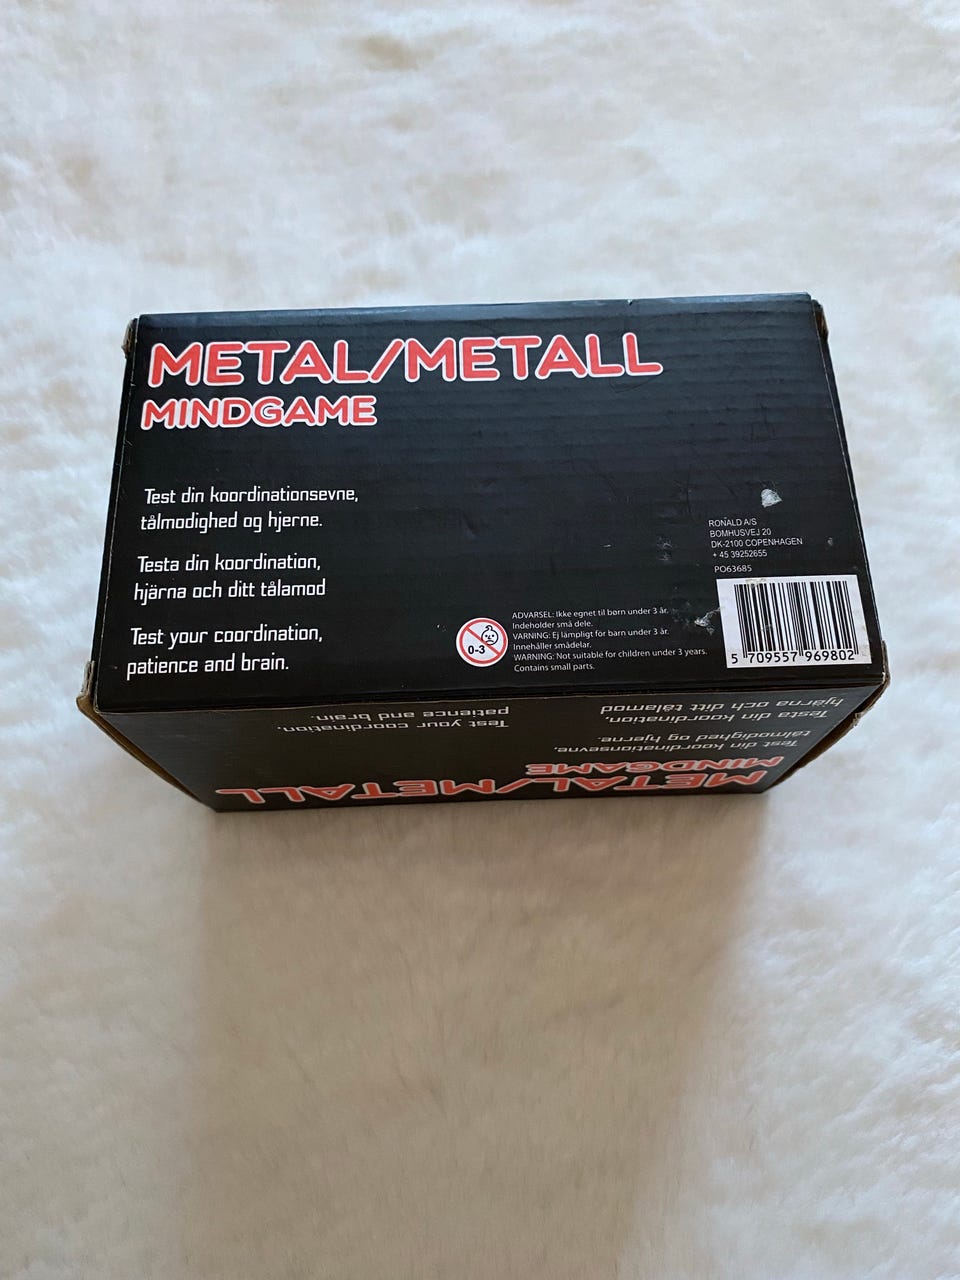 METAL/METALL
MINDGAME
Test din koordinationsevne,
tålmodighed og hjerne.
Testa din koordination,
hjärna och ditt tålamod
Test your coordination,
patience and brain.
RONALD A/S
BOMHUSVEJ 20
DK-2100 COPENHAGEN
+ 45 39252655
PO63685
0-3
ADVARSEL: Ikke egnet til børn under 3 år.
Indeholder små dele.
VARNING: Ej lämpligt för barn under 3 år.
Innehåller smådelar.
WARNING: Not suitable for children under 3 years.
Contains small parts.
5 709557 969802
METAL/METALL
MINDGAME
Test din koordinationsevne,
tålmodighed og hjerne.
Testa din koordination,
hjärna och ditt tålamod
Test your coordination,
patience and brain.